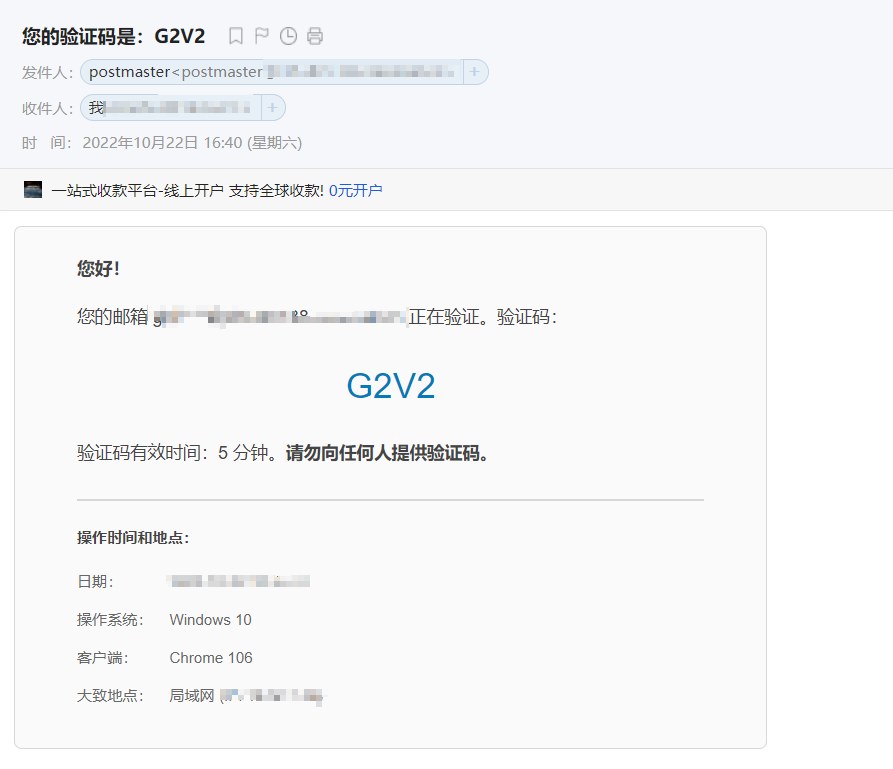 您的验证码是：G2V2
发件人：postmaster<postmaster
收件人：我
时 间：2022年10月22日 16:40 (星期六)
一站式收款平台-线上开户 支持全球收款! 0元开户
您好！
您的邮箱 正在验证。验证码：
G2V2
验证码有效时间：5 分钟。请勿向任何人提供验证码。
操作时间和地点：
日期：
操作系统： Windows 10
客户端： Chrome 106
大致地点： 局域网